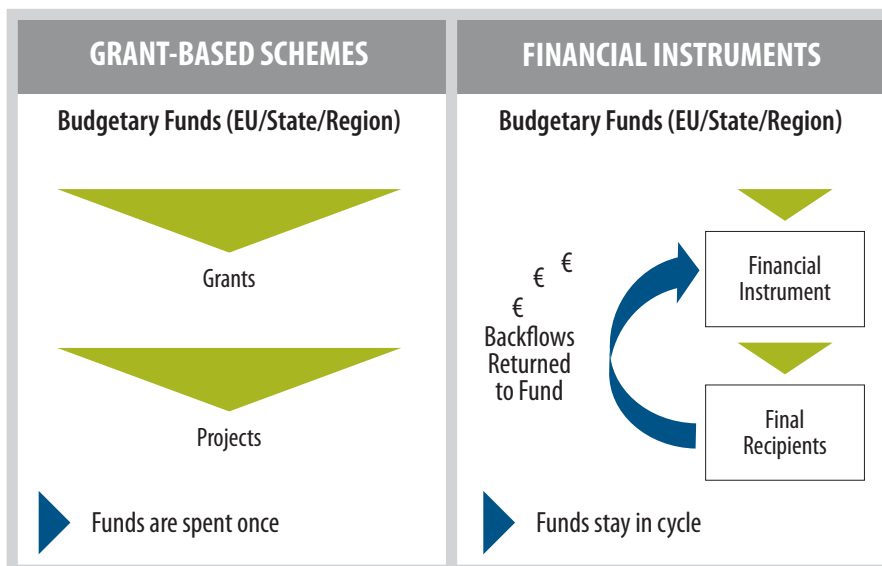 GRANT-BASED SCHEMES
Budgetary Funds (EU/State/Region)
Grants
Projects
Funds are spent once
FINANCIAL INSTRUMENTS
Budgetary Funds (EU/State/Region)
Financial
Instrument
€
€
€
Backflows
Returned
to Fund
Final
Recipients
Funds stay in cycle